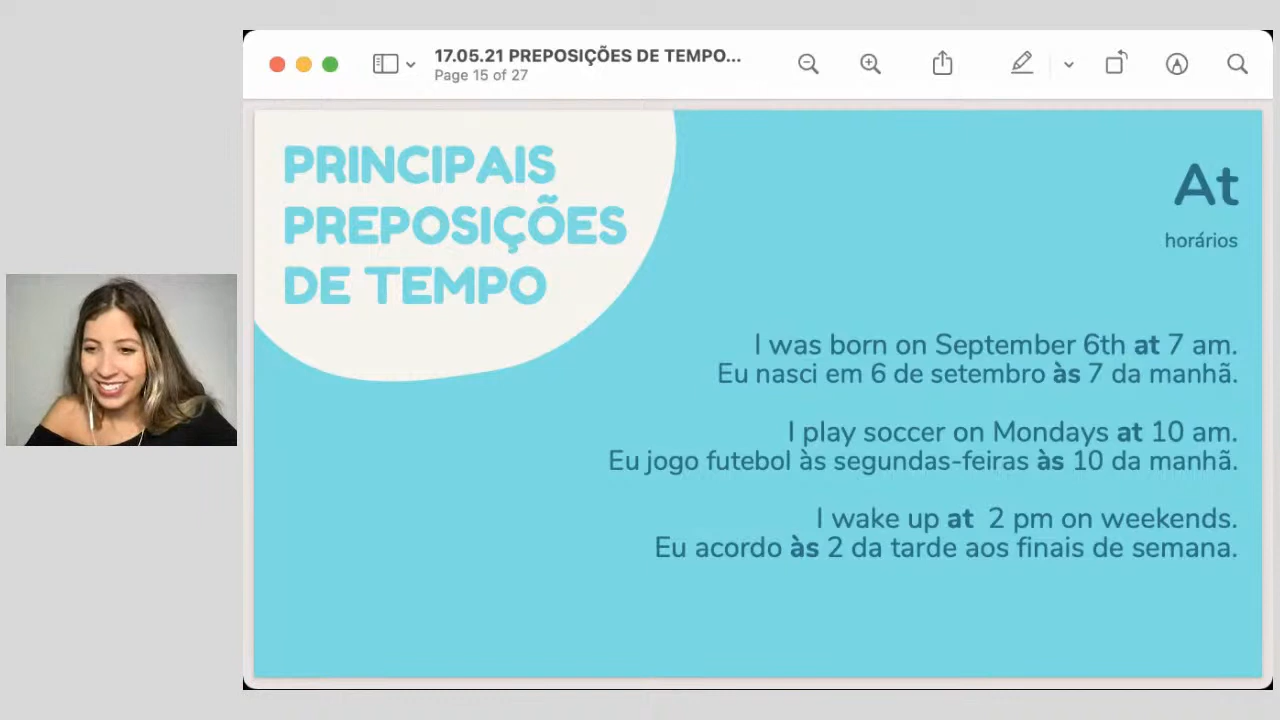 17.05.21 PREPOSIÇÕES DE TEMPO...
Page 15 of 27
PRINCIPAIS
PREPOSIÇÕES
DE TEMPO
At
horários
I was born on September 6th at 7 am.
Eu nasci em 6 de setembro às 7 da manhã.
I play soccer on Mondays at 10 am.
Eu jogo futebol às segundas-feiras às 10 da manhã.
I wake up at 2 pm on weekends.
Eu acordo às 2 da tarde aos finais de semana.